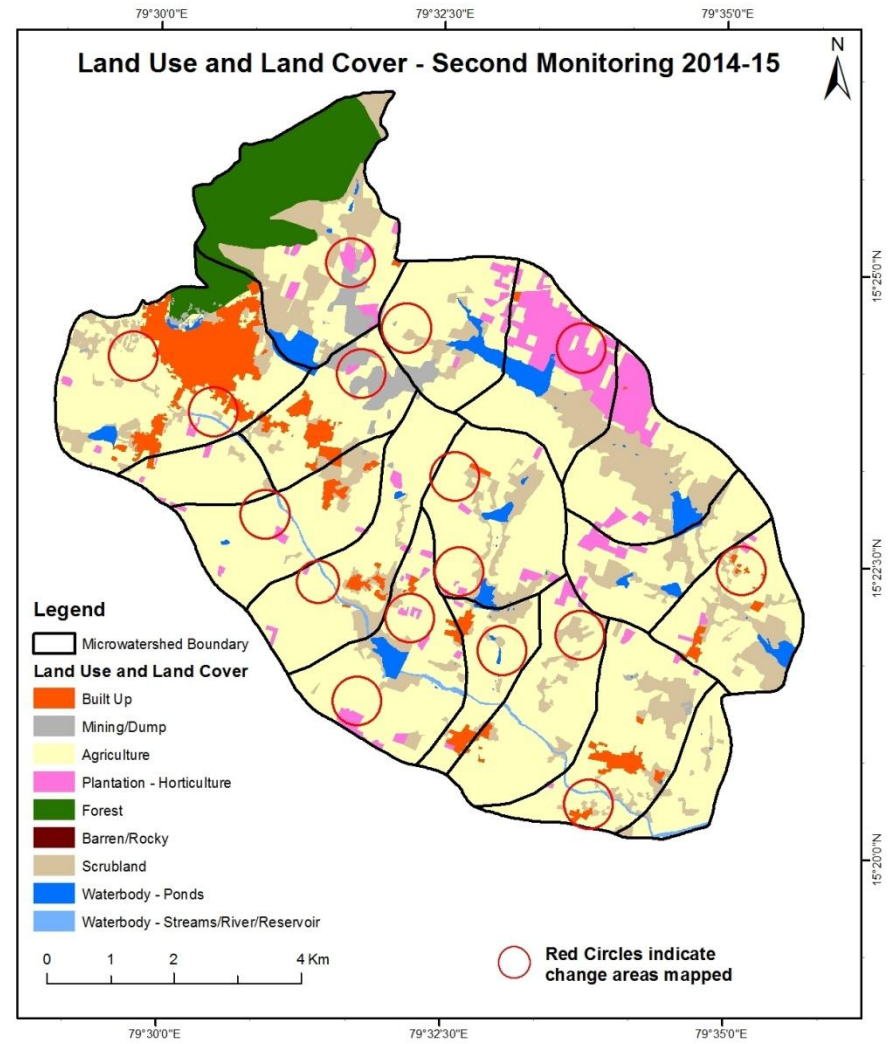 79°30'0"E
79°32'30"E
79°35'0"E
Land Use and Land Cover - Second Monitoring 2014-15
N
15°25'0"N
15°22'30"N
15°20'0"N
Legend
Microwatershed Boundary
Land Use and Land Cover
Built Up
Mining/Dump
Agriculture
Plantation - Horticulture
Forest
Barren/Rocky
Scrubland
Waterbody - Ponds
Waterbody - Streams/River/Reservoir
0 1 2 4 Km
Red Circles indicate
change areas mapped
79°30'0"E
79°32'30"E
79°35'0"E